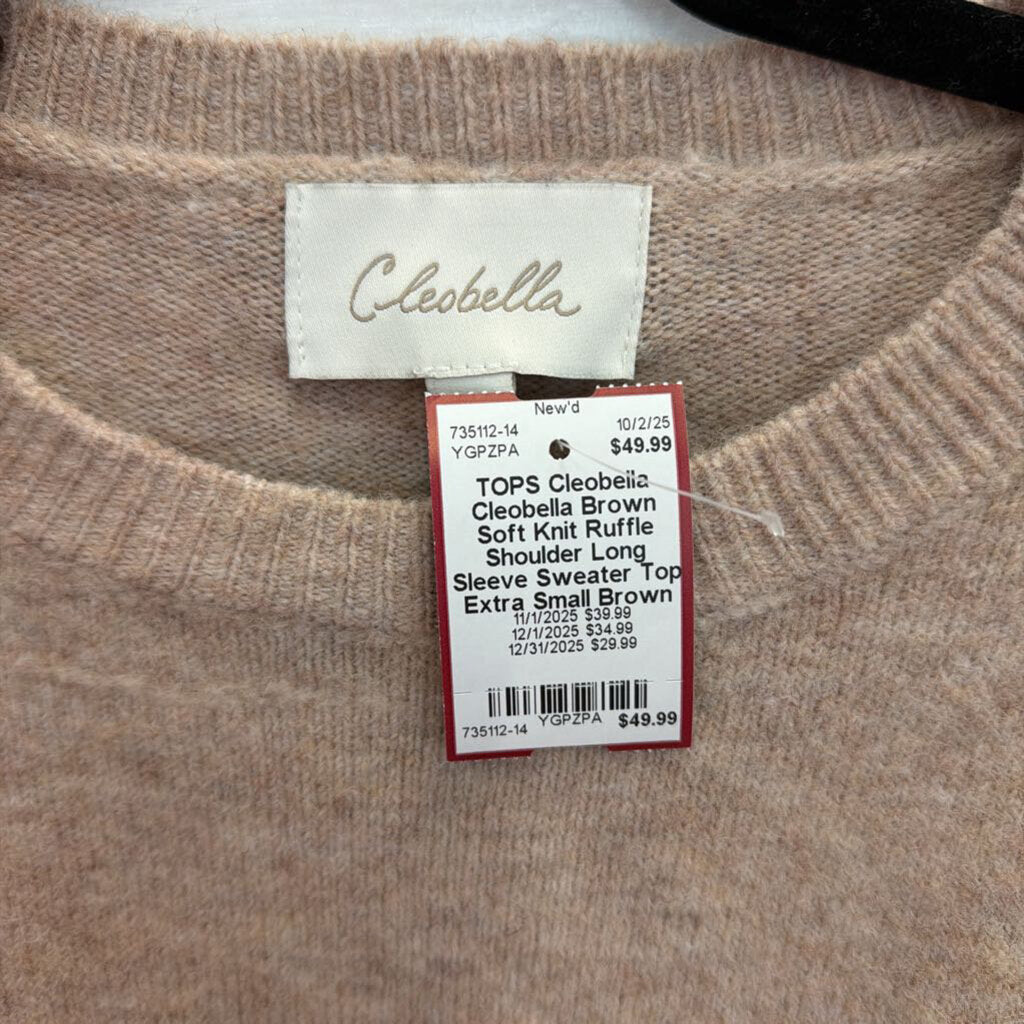 Cleobella
New'd
735112-14 10/2/25
YGPZPA $49.99
TOPS Cleobella
Cleobella Brown
Soft Knit Ruffle
Shoulder Long
Sleeve Sweater Top
Extra Small Brown
11/1/2025 $39.99
12/1/2025 $34.99
12/31/2025 $29.99
735112-14 YGPZPA $49.99